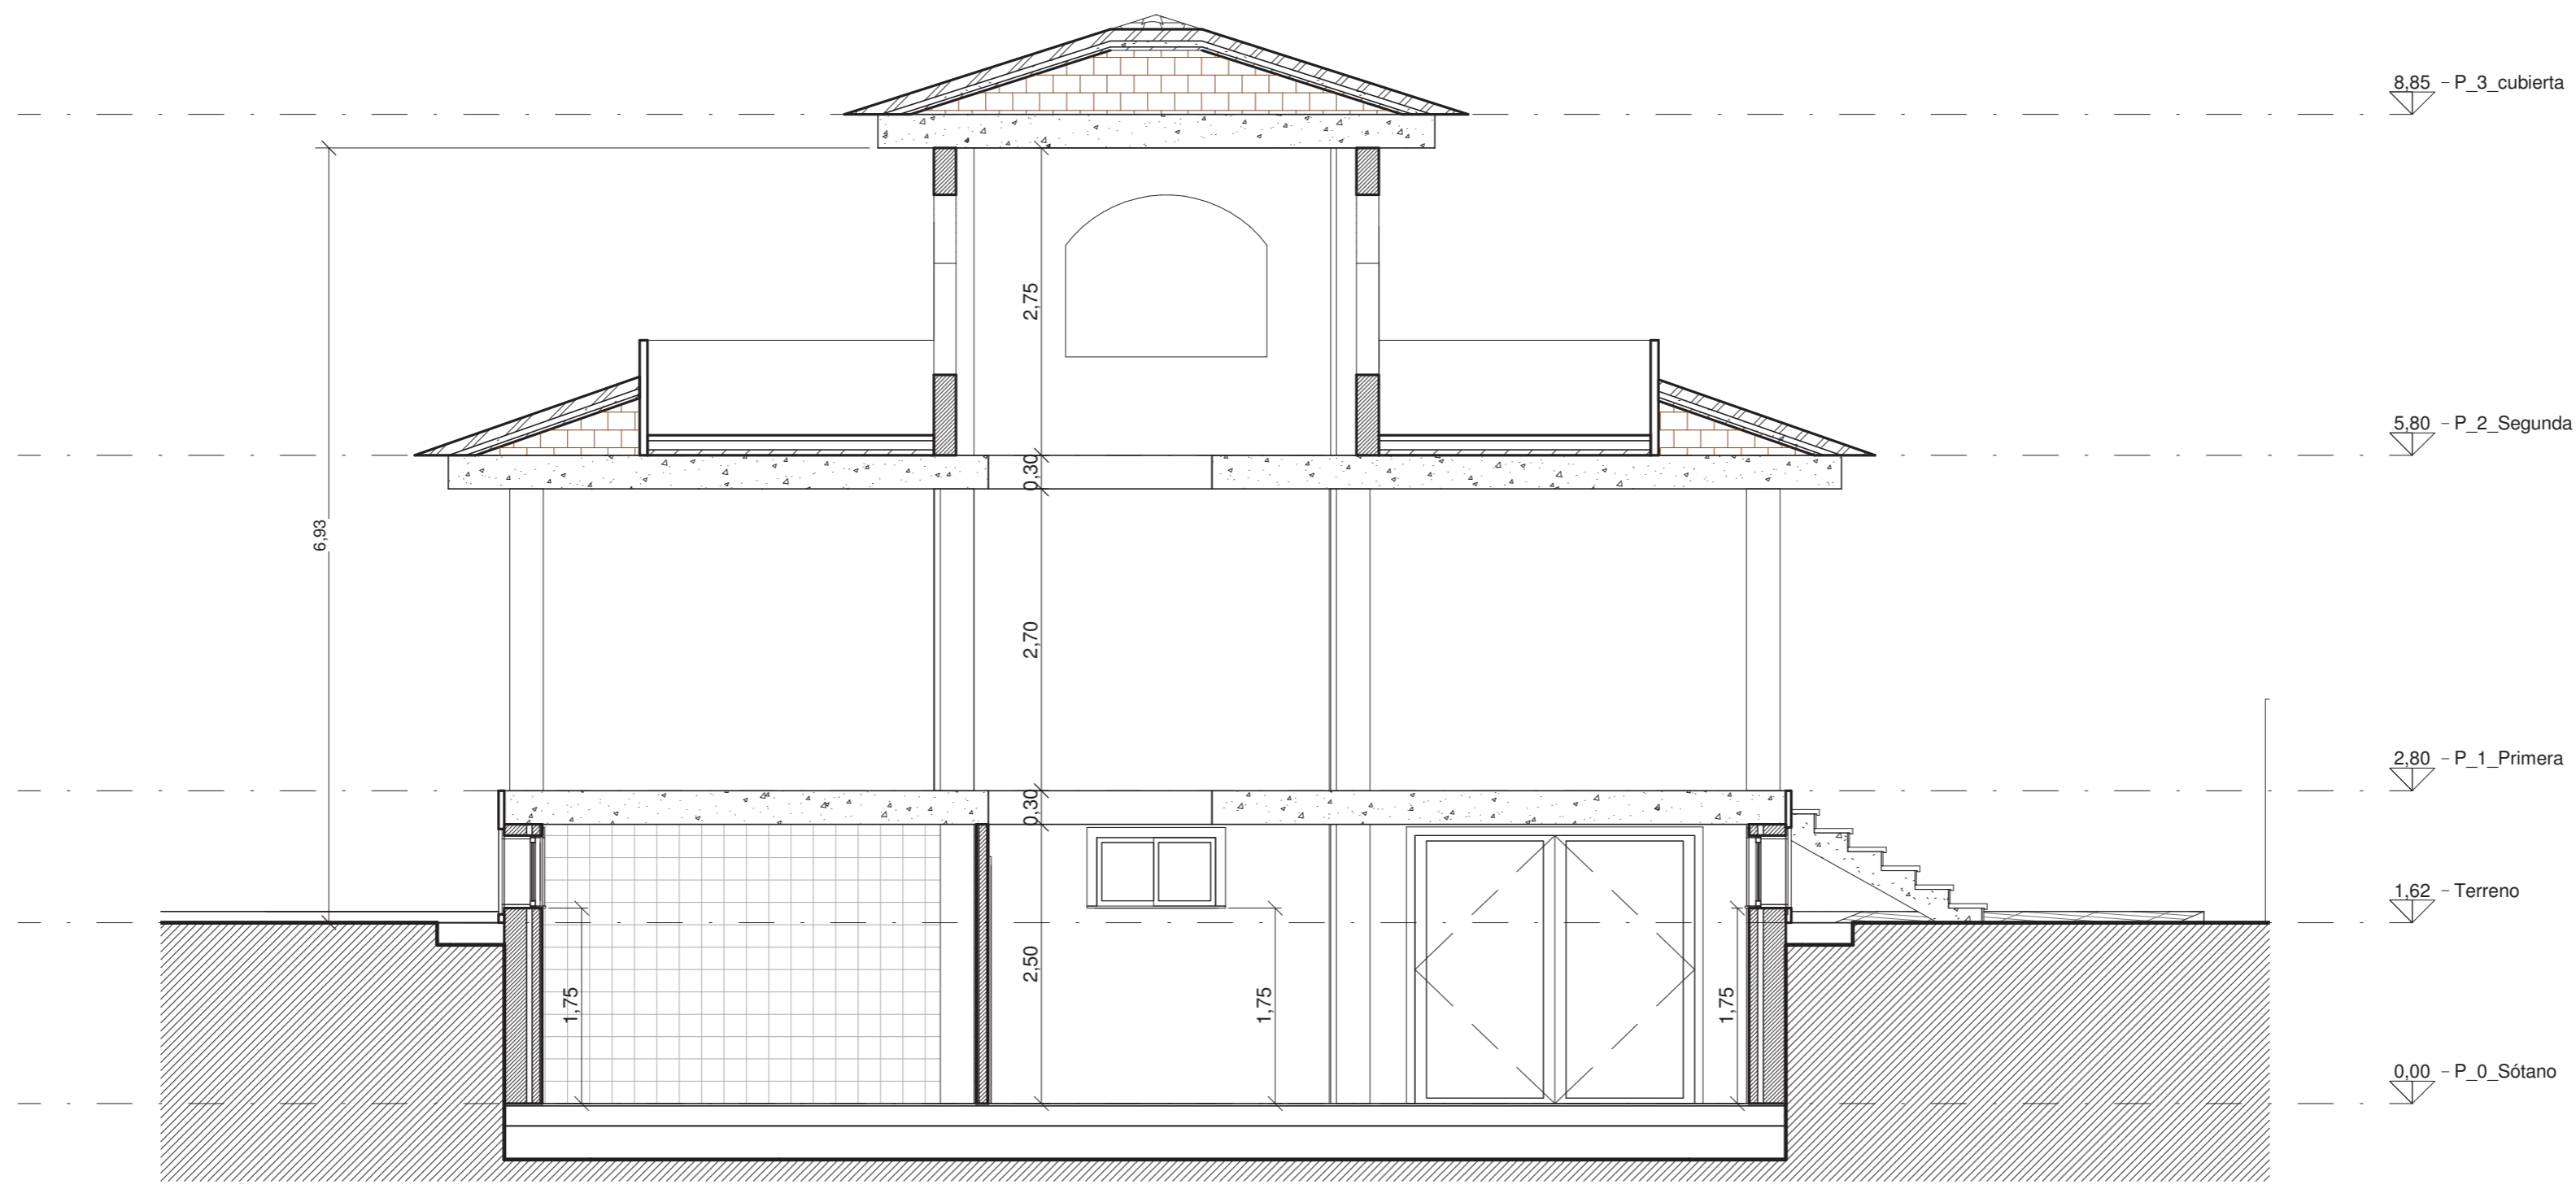 8,85 - P_3_cubierta
2,75
5,80 - P_2_Segunda
0,30
6,93
2,70
2,80 - P_1_Primera
0,30
1,62 - Terreno
2,50
1,75
1,75
1,75
0,00 - P_0_Sótano